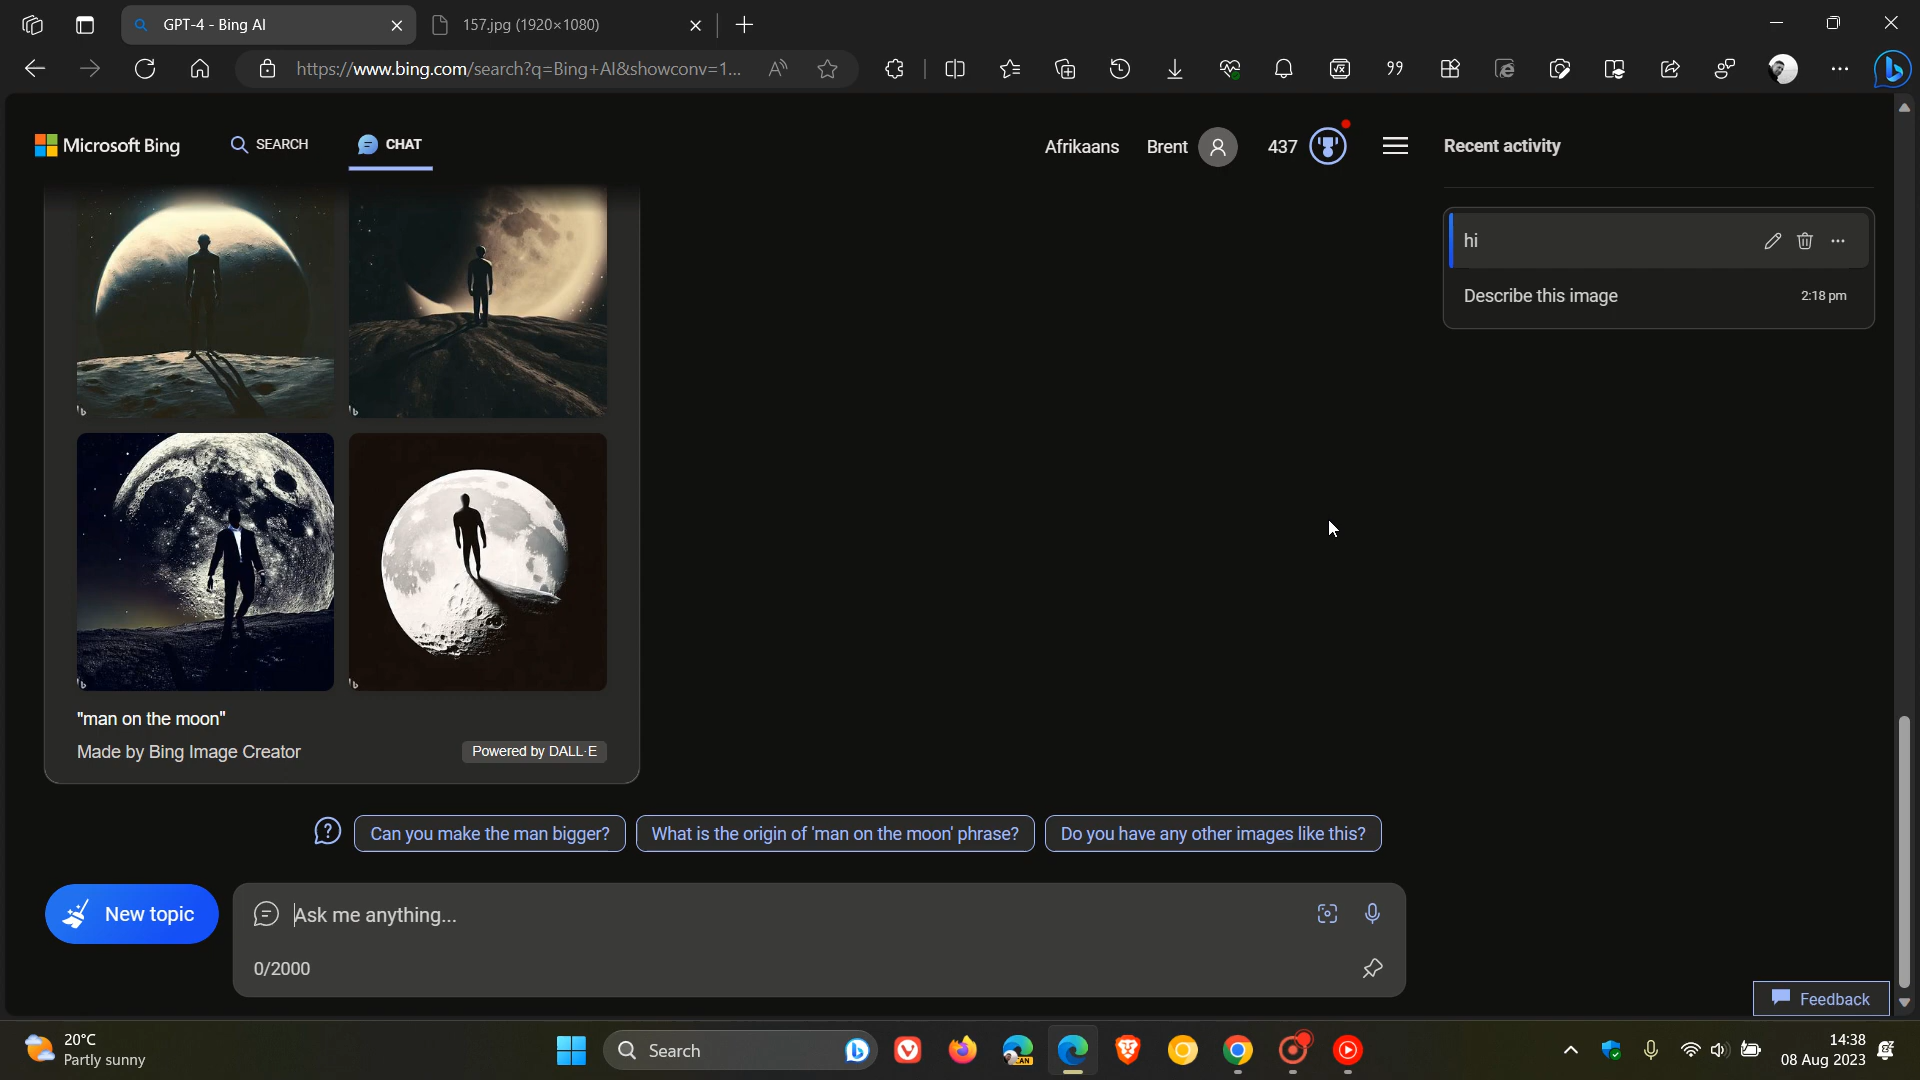 GPT-4 - Bing AI
157.jpg (1920×1080)
https://www.bing.com/search?q=Bing+AI&showconv=1...
Microsoft Bing
SEARCH
CHAT
Afrikaans
Brent
437
Recent activity
hi
Describe this image
2:18 pm
"man on the moon"
Made by Bing Image Creator
Powered by DALL·E
Can you make the man bigger?
What is the origin of 'man on the moon' phrase?
Do you have any other images like this?
New topic
Ask me anything...
0/2000
Feedback
20°C
Partly sunny
Search
CAN
14:38
08 Aug 2023